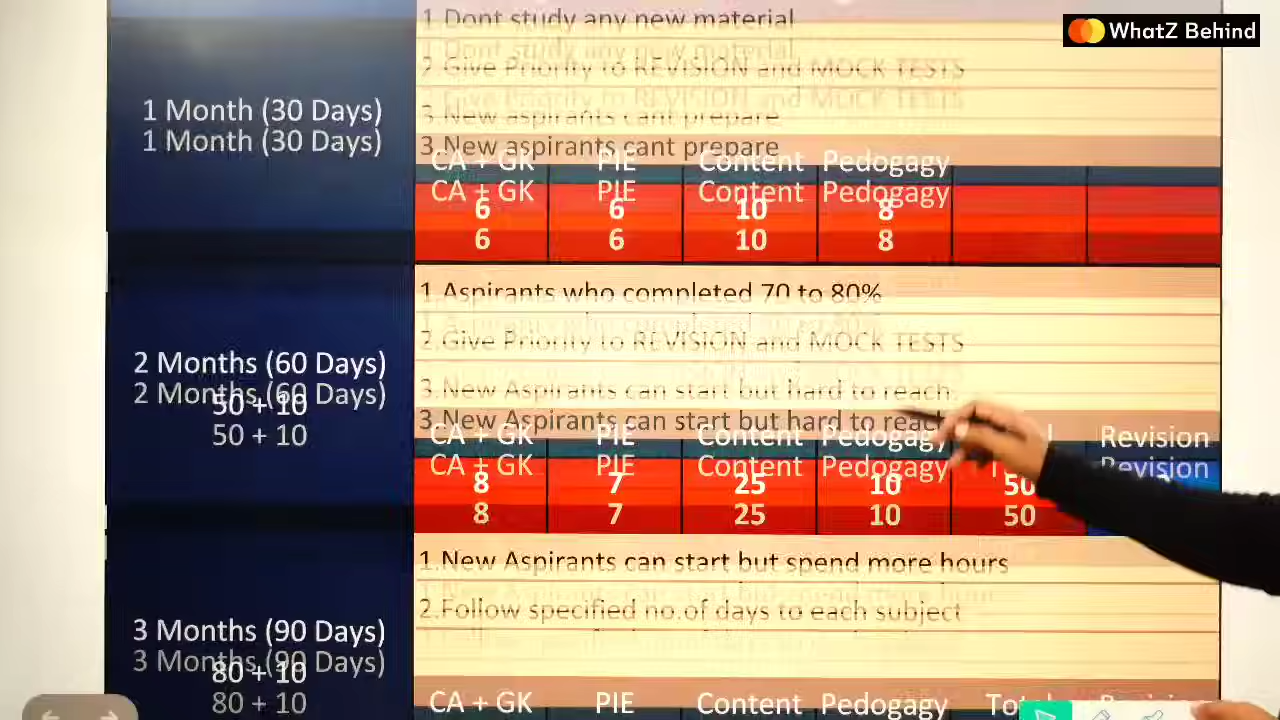 WhatZ Behind
1.Dont study any new material
2.Give Priority to REVISION and MOCK TESTS
3.New aspirants cant prepare
1 Month (30 Days)
CA + GK PIE Content Pedogagy
6 6 10 8
1.Aspirants who completed 70 to 80%
2.Give Priority to REVISION and MOCK TESTS
3.New Aspirants can start but hard to reach
2 Months (60 Days)
50 + 10
CA + GK PIE Content Pedogagy Revision
8 7 25 10 50
1.New Aspirants can start but spend more hours
2.Follow specified no.of days to each subject
3 Months (90 Days)
80 + 10
CA + GK PIE Content Pedogagy